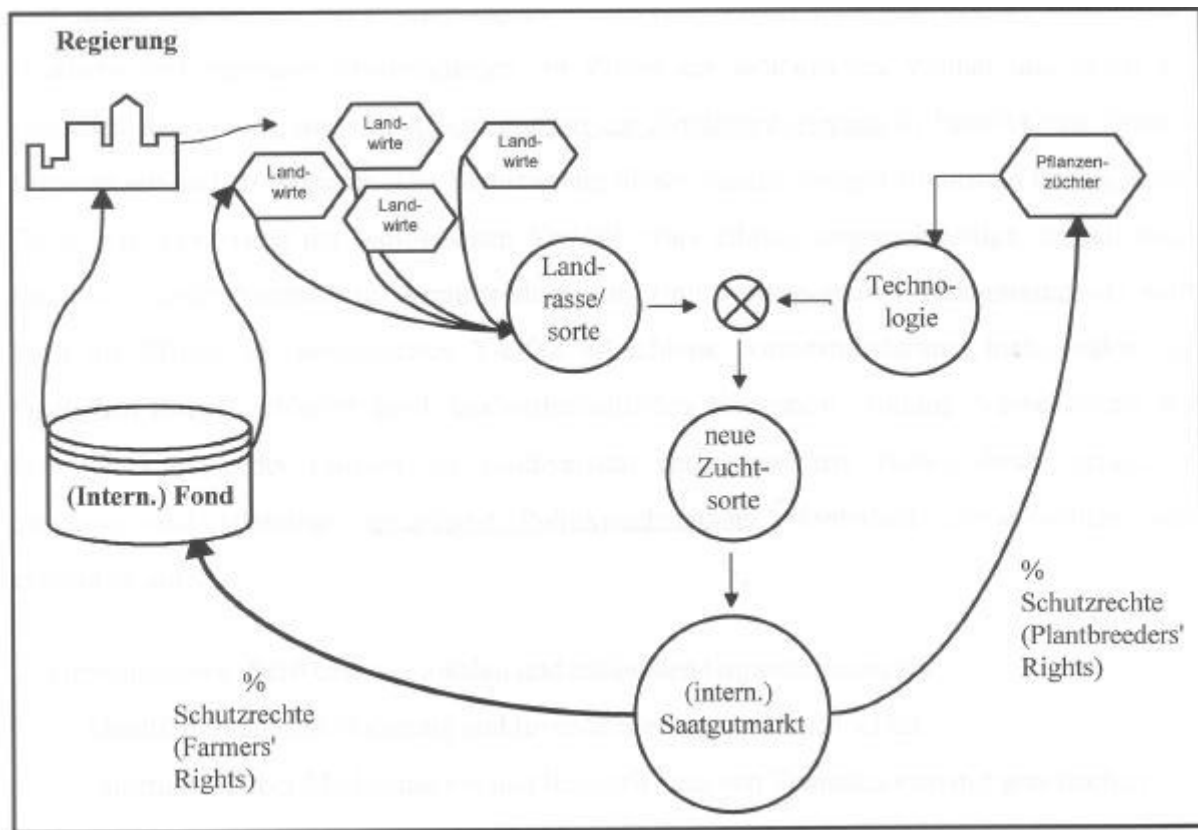 Regierung
Land-
wirte
Land-
wirte
Land-
wirte
Land-
wirte
Pflanzen-
züchter
Land-
rasse/
sorte
Techno-
logie
neue
Zucht-
sorte
(Intern.) Fond
%
Schutzrechte
(Plantbreeders'
Rights)
(intern.)
Saatgutmarkt
%
Schutzrechte
(Farmers'
Rights)